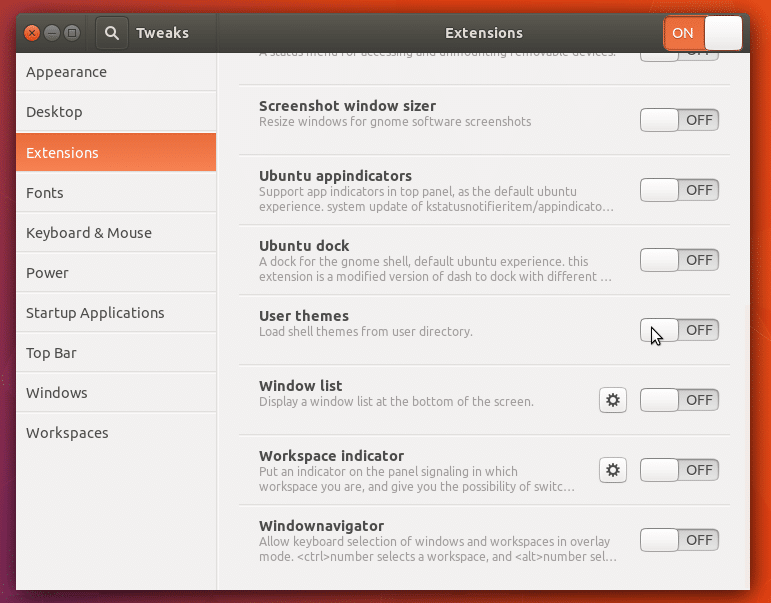 Tweaks
Extensions
ON
Appearance
Desktop
Extensions
Fonts
Keyboard & Mouse
Power
Startup Applications
Top Bar
Windows
Workspaces
A status menu for accessing and unmounting removable devices.
OFF
Screenshot window sizer
Resize windows for gnome software screenshots
OFF
Ubuntu appindicators
Support app indicators in top panel, as the default ubuntu
experience. system update of kstatusnotifieritem/appindicato…
OFF
Ubuntu dock
A dock for the gnome shell, default ubuntu experience. this
extension is a modified version of dash to dock with different …
OFF
User themes
Load shell themes from user directory.
OFF
Window list
Display a window list at the bottom of the screen.
OFF
Workspace indicator
Put an indicator on the panel signaling in which
workspace you are, and give you the possibility of switc…
OFF
Windownavigator
Allow keyboard selection of windows and workspaces in overlay
mode. <ctrl>number selects a workspace, and <alt>number sel…
OFF